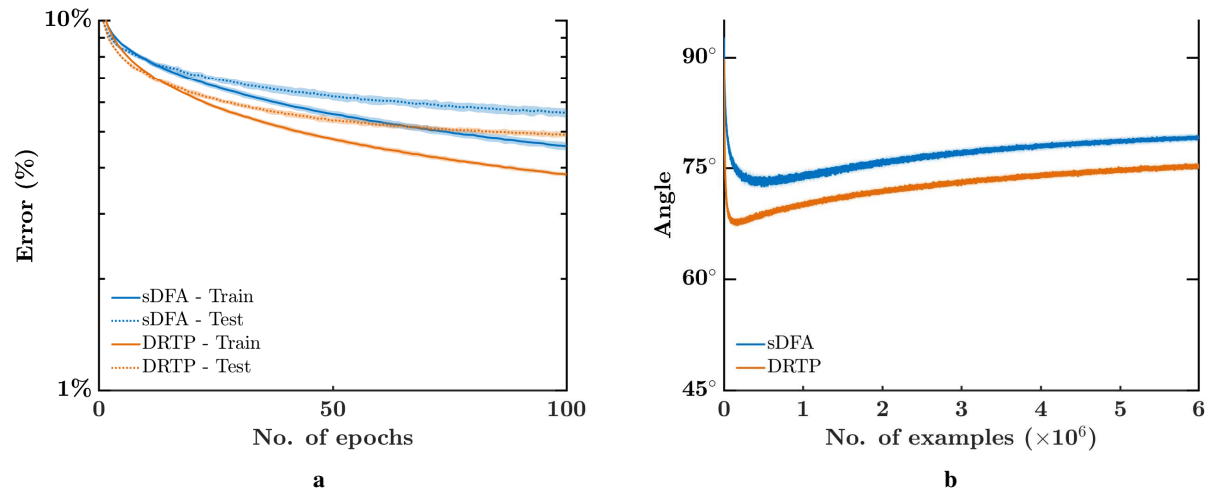 10%
1%
Error (%)
sDFA - Train
sDFA - Test
DRTP - Train
DRTP - Test
0 50 100
No. of epochs
a
90°
75°
60°
45°
Angle
sDFA
DRTP
0 1 2 3 4 5 6
No. of examples (×10⁶)
b